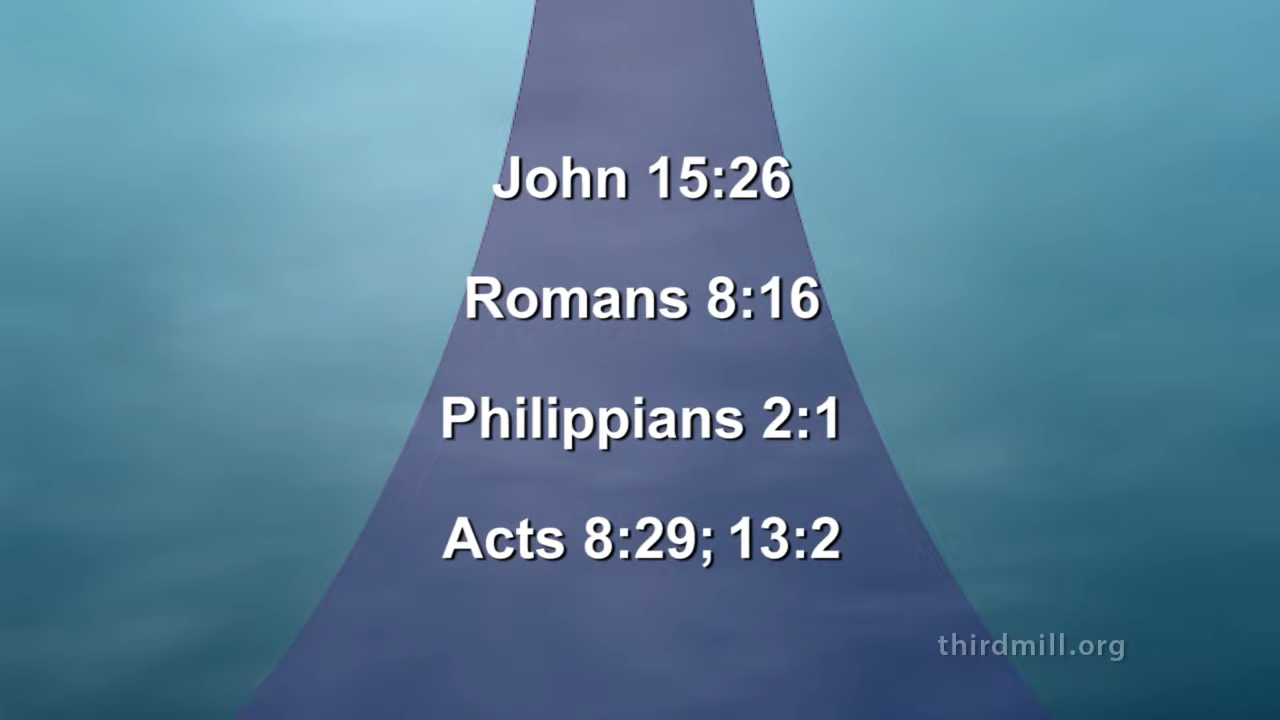 John 15:26
Romans 8:16
Philippians 2:1
Acts 8:29; 13:2
thirdmill.org